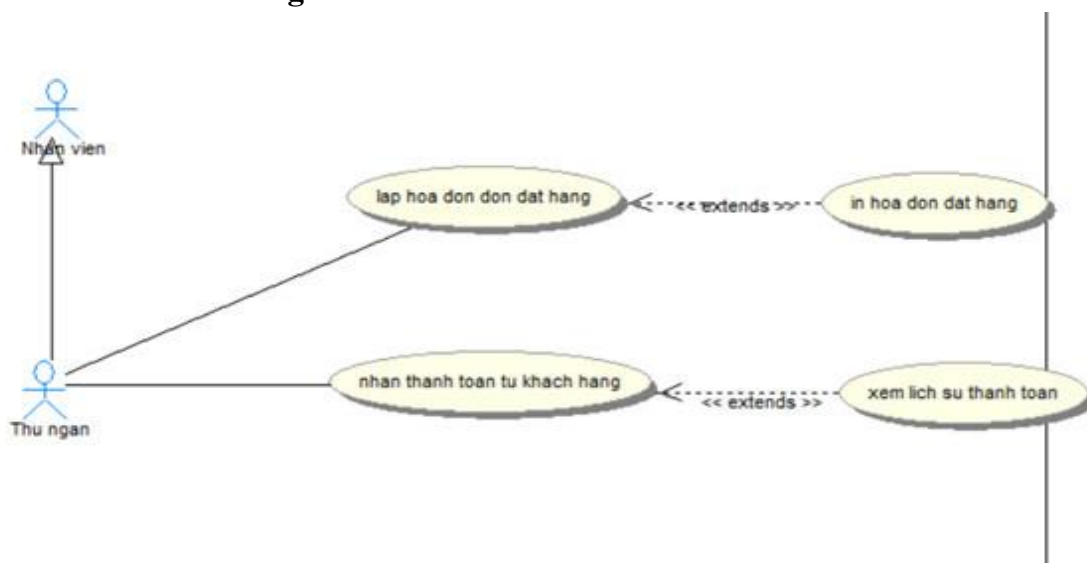 g
Nhan vien
lap hoa don don dat hang
<< extends >>
in hoa don dat hang
nhan thanh toan tu khach hang
<< extends >>
xem lich su thanh toan
Thu ngan